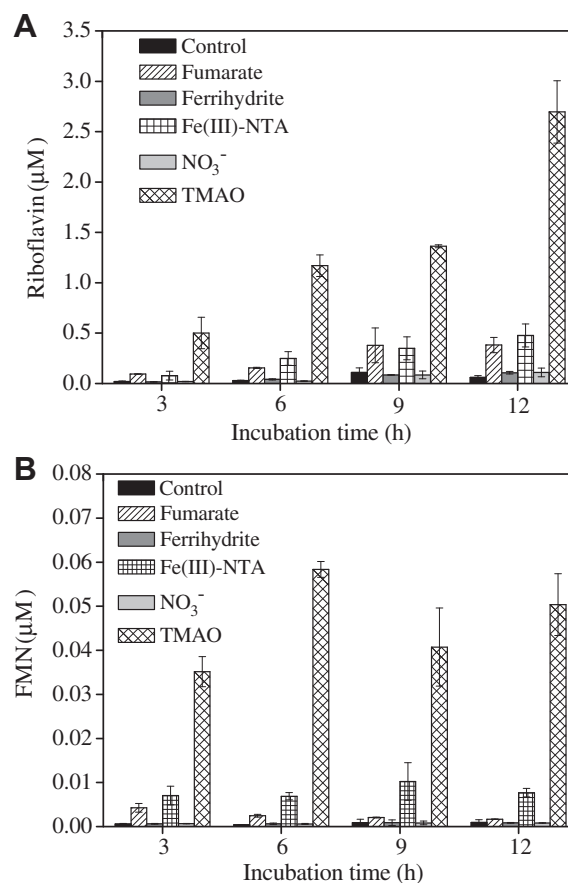 A
Riboflavin (μM)
3.5
3.0
2.5
2.0
1.5
1.0
0.5
0.0
Control
Fumarate
Ferrihydrite
Fe(III)-NTA
NO₃⁻
TMAO
3 6 9 12
Incubation time (h)
B
FMN (μM)
0.08
0.07
0.06
0.05
0.04
0.03
0.02
0.01
0.00
Control
Fumarate
Ferrihydrite
Fe(III)-NTA
NO₃⁻
TMAO
3 6 9 12
Incubation time (h)